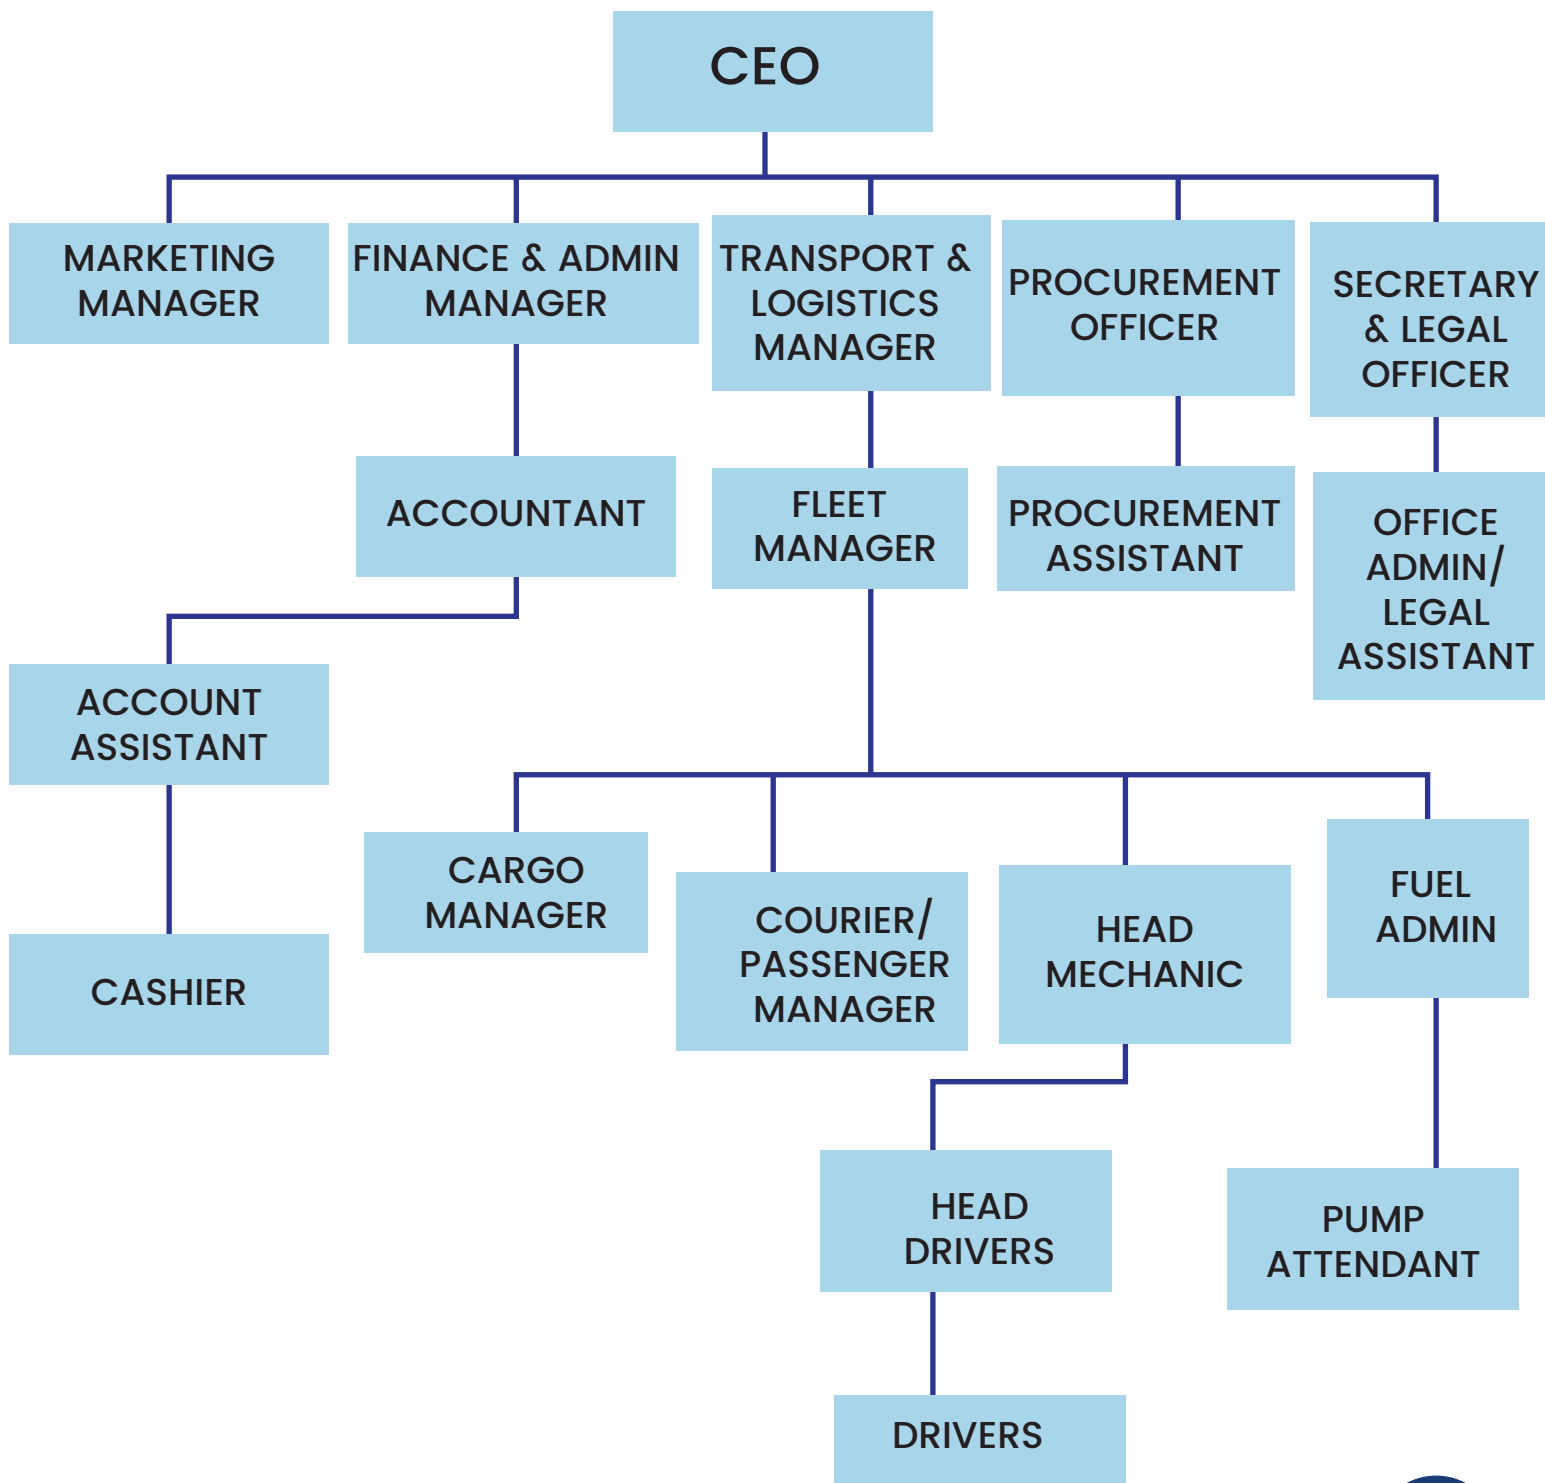 CEO
MARKETING
MANAGER
FINANCE & ADMIN
MANAGER
TRANSPORT &
LOGISTICS
MANAGER
PROCUREMENT
OFFICER
SECRETARY
& LEGAL
OFFICER
ACCOUNTANT
FLEET
MANAGER
PROCUREMENT
ASSISTANT
OFFICE
ADMIN/
LEGAL
ASSISTANT
ACCOUNT
ASSISTANT
CARGO
MANAGER
COURIER/
PASSENGER
MANAGER
HEAD
MECHANIC
FUEL
ADMIN
CASHIER
HEAD
DRIVERS
PUMP
ATTENDANT
DRIVERS